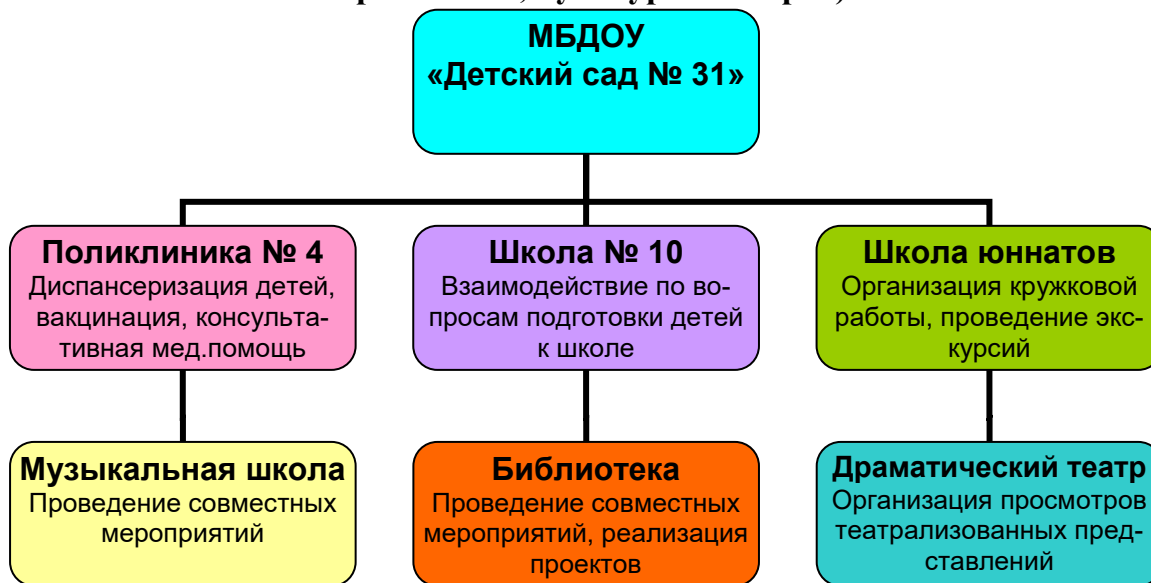 МБДОУ
«Детский сад № 31»
Поликлиника № 4
Диспансеризация детей,
вакцинация, консульта-
тивная мед.помощь
Школа № 10
Взаимодействие по во-
просам подготовки детей
к школе
Школа юннатов
Организация кружковой
работы, проведение экс-
курсий
Музыкальная школа
Проведение совместных
мероприятий
Библиотека
Проведение совместных
мероприятий, реализация
проектов
Драматический театр
Организация просмотров
театрализованных пред-
ставлений